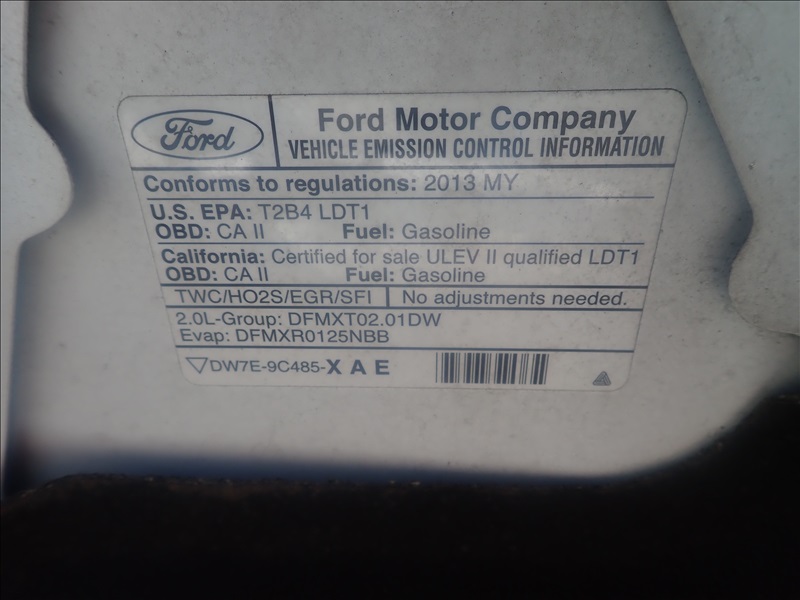 Ford
Ford Motor Company
VEHICLE EMISSION CONTROL INFORMATION
Conforms to regulations: 2013 MY
U.S. EPA: T2B4 LDT1
OBD: CA II Fuel: Gasoline
California: Certified for sale ULEV II qualified LDT1
OBD: CA II Fuel: Gasoline
TWC/HO2S/EGR/SFI No adjustments needed.
2.0L-Group: DFMXT02.01DW
Evap: DFMXR0125NBB
DW7E-9C485-X A E